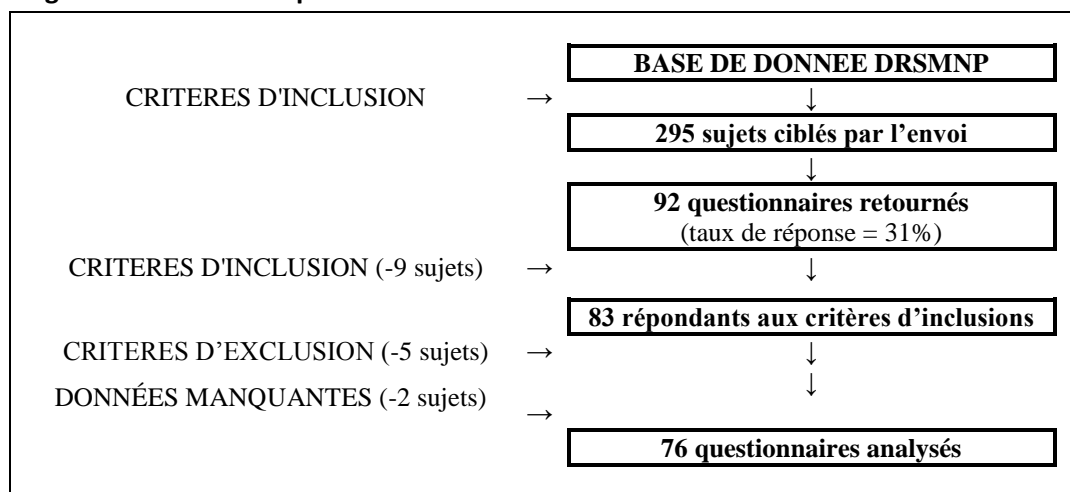 BASE DE DONNEE DRSMNP
CRITERES D'INCLUSION → ↓
295 sujets ciblés par l’envoi
↓
92 questionnaires retournés
(taux de réponse = 31%)
CRITERES D'INCLUSION (-9 sujets) → ↓
83 répondants aux critères d’inclusions
CRITERES D’EXCLUSION (-5 sujets) → ↓
DONNÉES MANQUANTES (-2 sujets) → ↓
76 questionnaires analysés